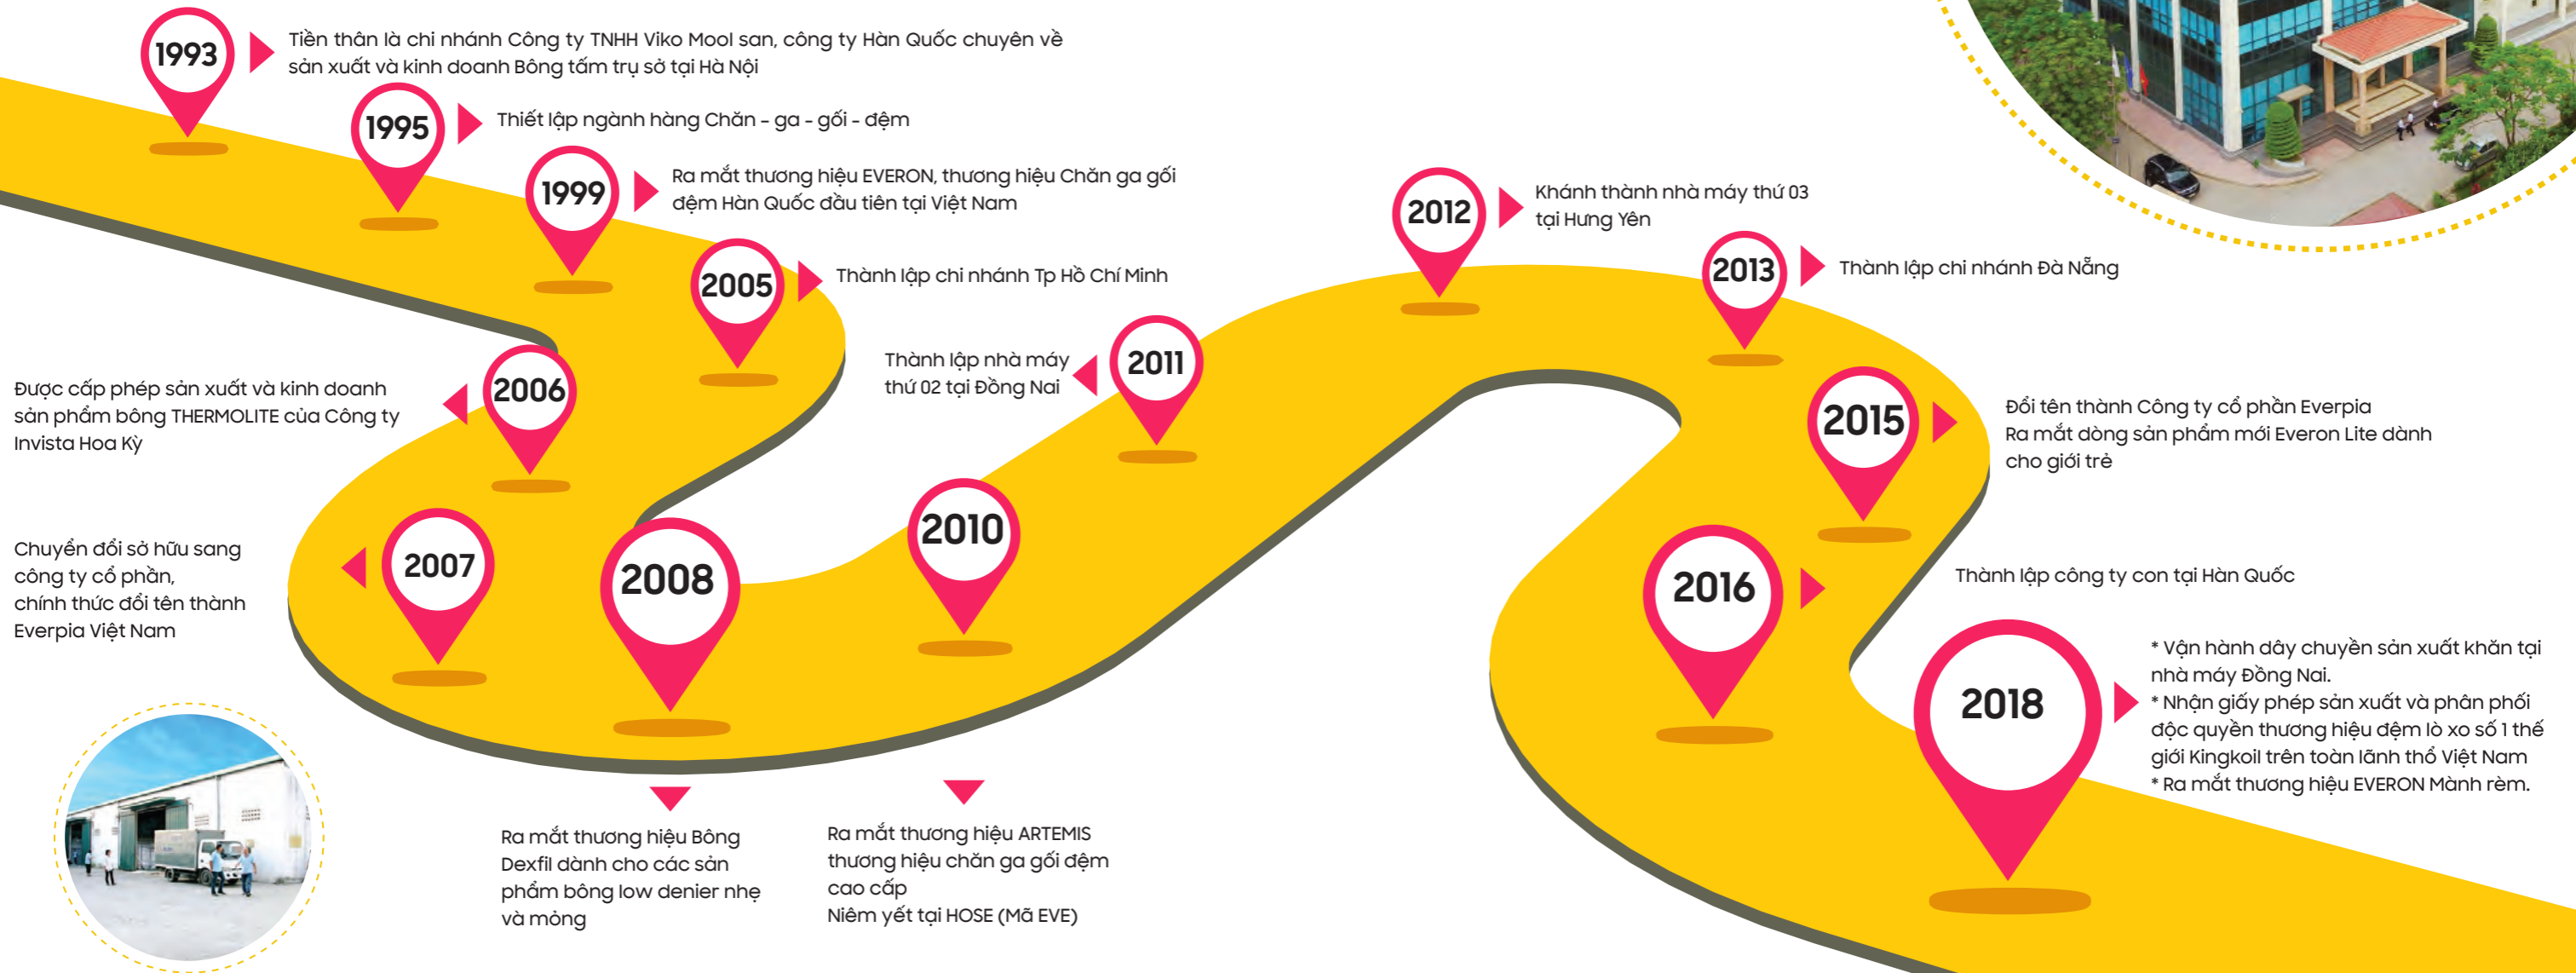 1993
Tiền thân là chi nhánh Công ty TNHH Viko Mool san, công ty Hàn Quốc chuyên về
sản xuất và kinh doanh Bông tấm trụ sở tại Hà Nội
1995
Thiết lập ngành hàng Chăn - ga - gối - đệm
1999
Ra mắt thương hiệu EVERON, thương hiệu Chăn ga gối
đệm Hàn Quốc đầu tiên tại Việt Nam
2005
Thành lập chi nhánh Tp Hồ Chí Minh
2006
Được cấp phép sản xuất và kinh doanh
sản phẩm bông THERMOLITE của Công ty
Invista Hoa Kỳ
2007
Chuyển đổi sở hữu sang
công ty cổ phần,
chính thức đổi tên thành
Everpia Việt Nam
2008
Ra mắt thương hiệu Bông
Dexfil dành cho các sản
phẩm bông low denier nhẹ
và mỏng
2010
Ra mắt thương hiệu ARTEMIS
thương hiệu chăn ga gối đệm
cao cấp
Niêm yết tại HOSE (Mã EVE)
2011
Thành lập nhà máy
thứ 02 tại Đồng Nai
2012
Khánh thành nhà máy thứ 03
tại Hưng Yên
2013
Thành lập chi nhánh Đà Nẵng
2015
Đổi tên thành Công ty cổ phần Everpia
Ra mắt dòng sản phẩm mới Everon Lite dành
cho giới trẻ
2016
Thành lập công ty con tại Hàn Quốc
2018
* Vận hành dây chuyền sản xuất khăn tại
nhà máy Đồng Nai.
* Nhận giấy phép sản xuất và phân phối
độc quyền thương hiệu đệm lò xo số 1 thế
giới Kingkoil trên toàn lãnh thổ Việt Nam
* Ra mắt thương hiệu EVERON Mành rèm.